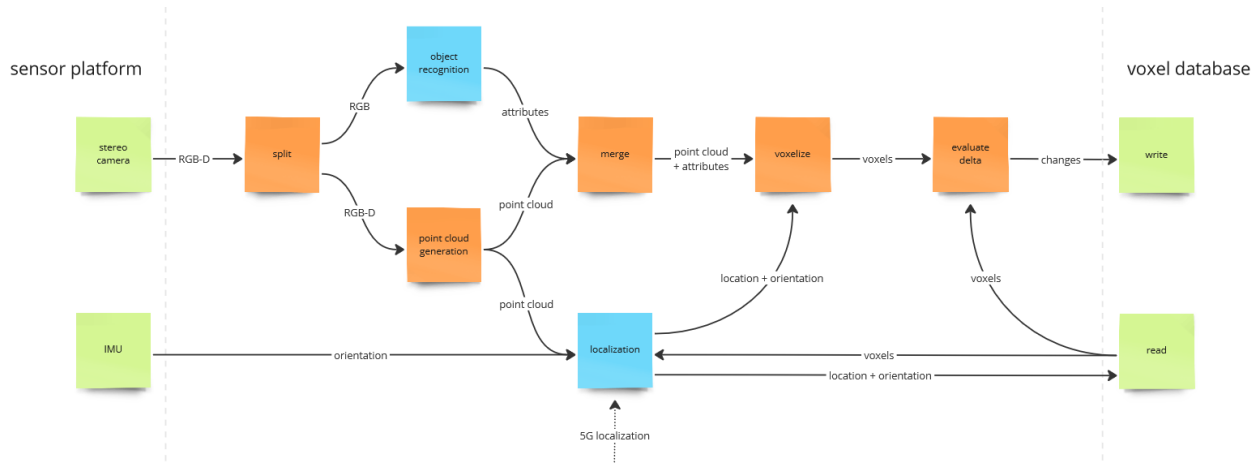 sensor platform
voxel database
object
recognition
RGB
attributes
stereo
camera
RGB-D
split
merge
point cloud
+ attributes
voxelize
voxels
evaluate
delta
changes
write
RGB-D
point cloud
point cloud
generation
location + orientation
voxels
point cloud
IMU
orientation
localization
voxels
read
location + orientation
5G localization